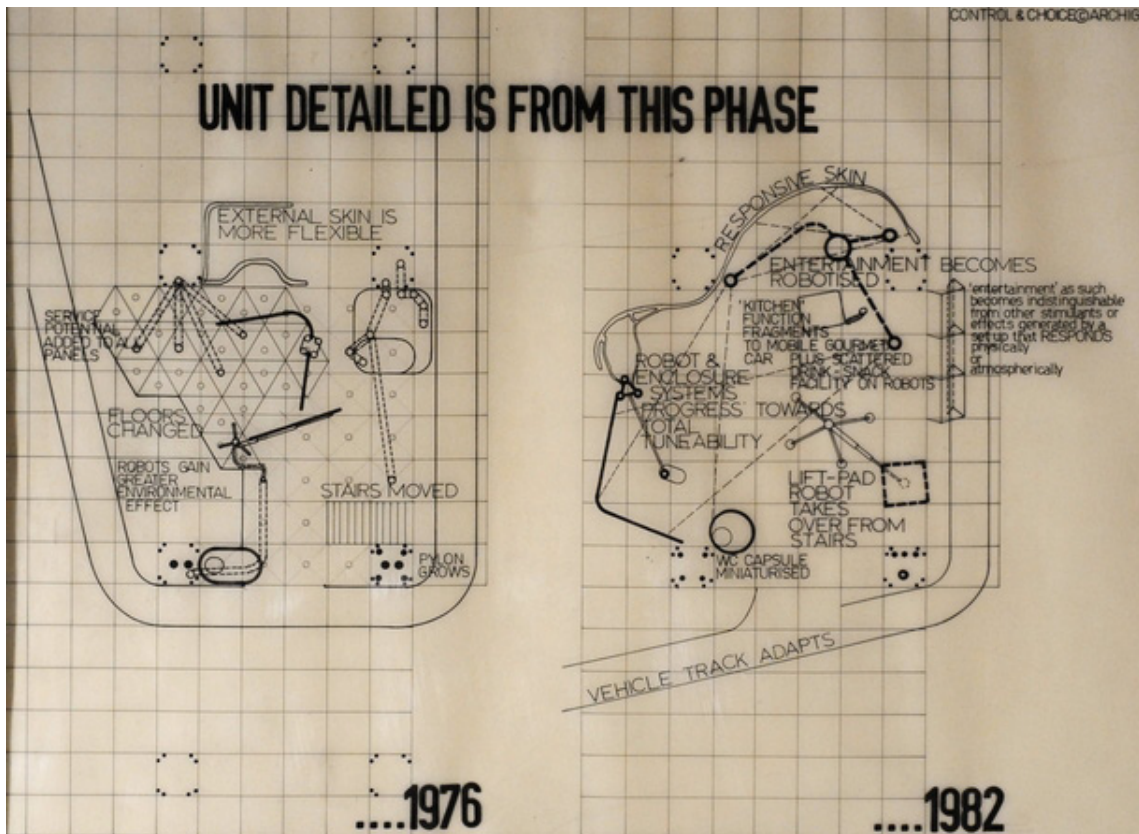 CONTROL & CHOICE©ARCHIG
UNIT DETAILED IS FROM THIS PHASE
EXTERNAL SKIN IS
MORE FLEXIBLE
SERVICE
POTENTIAL
ADDED TO ALL
PANELS
FLOORS
CHANGED
ROBOTS GAIN
GREATER
ENVIRONMENTAL
EFFECT
STAIRS MOVED
PYLON
GROWS
....1976
RESPONSIVE SKIN
ENTERTAINMENT BECOMES
ROBOTISED
'entertainment' as such
becomes indistinguishable
from other stimulants or
effects generated by a
set up that RESPONDS
physically
or
atmospherically
'KITCHEN'
FUNCTION
FRAGMENTS
TO MOBILE GOURMET
CAR PLUS SCATTERED
DRINK-SNACK
FACILITY ON ROBOTS
ROBOT &
ENCLOSURE
SYSTEMS
PROGRESS TOWARDS
TOTAL
TUNEABILITY
LIFT-PAD
ROBOT
TAKES
OVER FROM
STAIRS
WC CAPSULE
MINIATURISED
VEHICLE TRACK ADAPTS
....1982